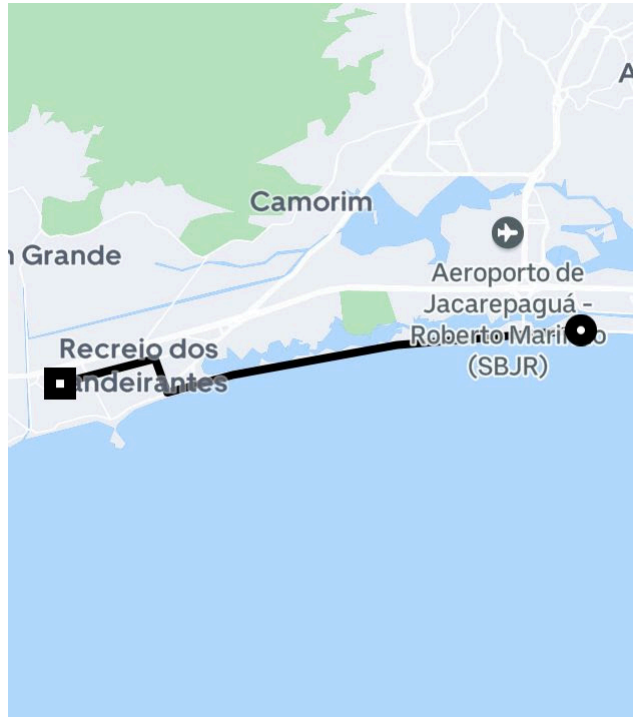 A
Camorim
n Grande
Aeroporto de
Jacarepaguá -
Roberto Marinho
(SBJR)
Recreio dos
Bandeirantes